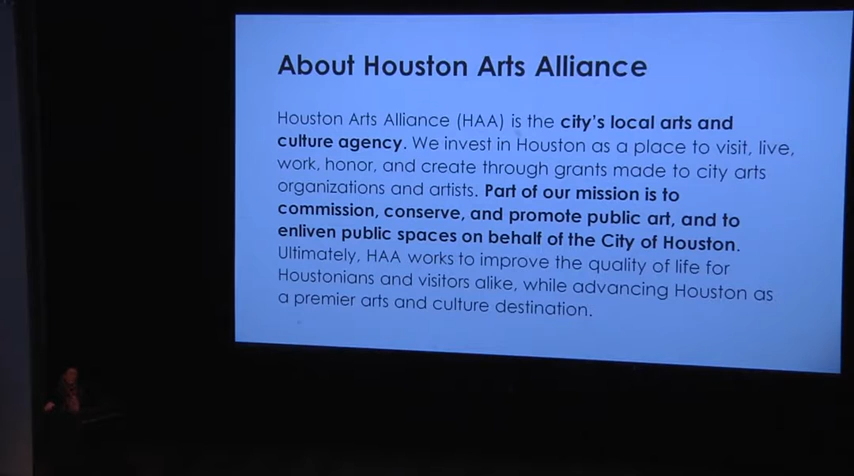 About Houston Arts Alliance
Houston Arts Alliance (HAA) is the city's local arts and
culture agency. We invest in Houston as a place to visit, live,
work, honor, and create through grants made to city arts
organizations and artists. Part of our mission is to
commission, conserve, and promote public art, and to
enliven public spaces on behalf of the City of Houston.
Ultimately, HAA works to improve the quality of life for
Houstonians and visitors alike, while advancing Houston as
a premier arts and culture destination.